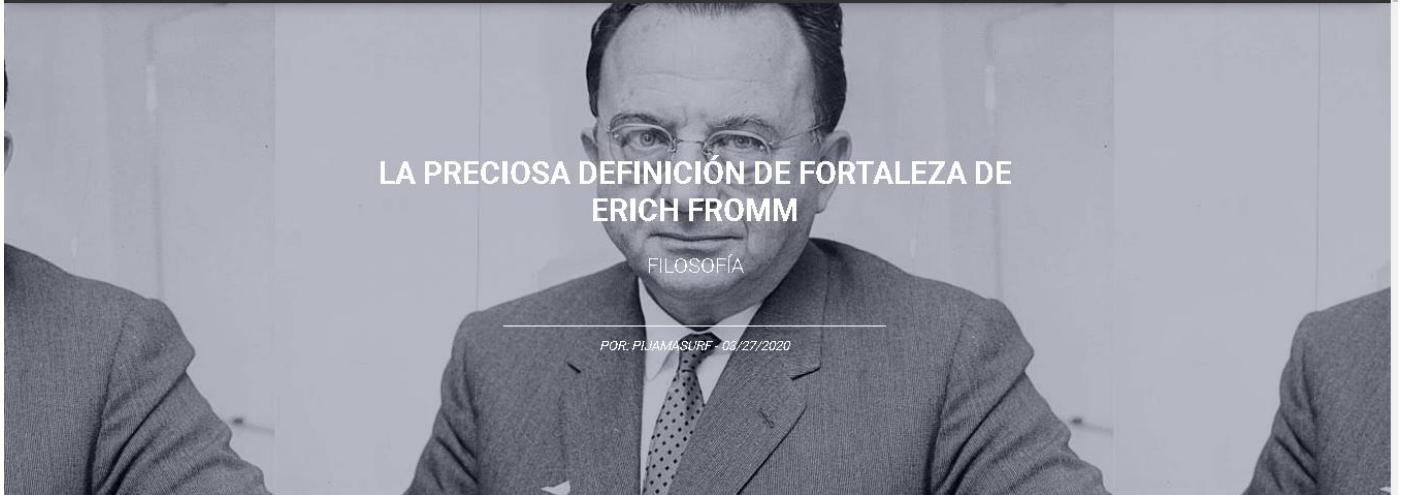 LA PRECIOSA DEFINICIÓN DE FORTALEZA DE
ERICH FROMM
FILOSOFÍA
POR: PIJAMASURF - 03/27/2020